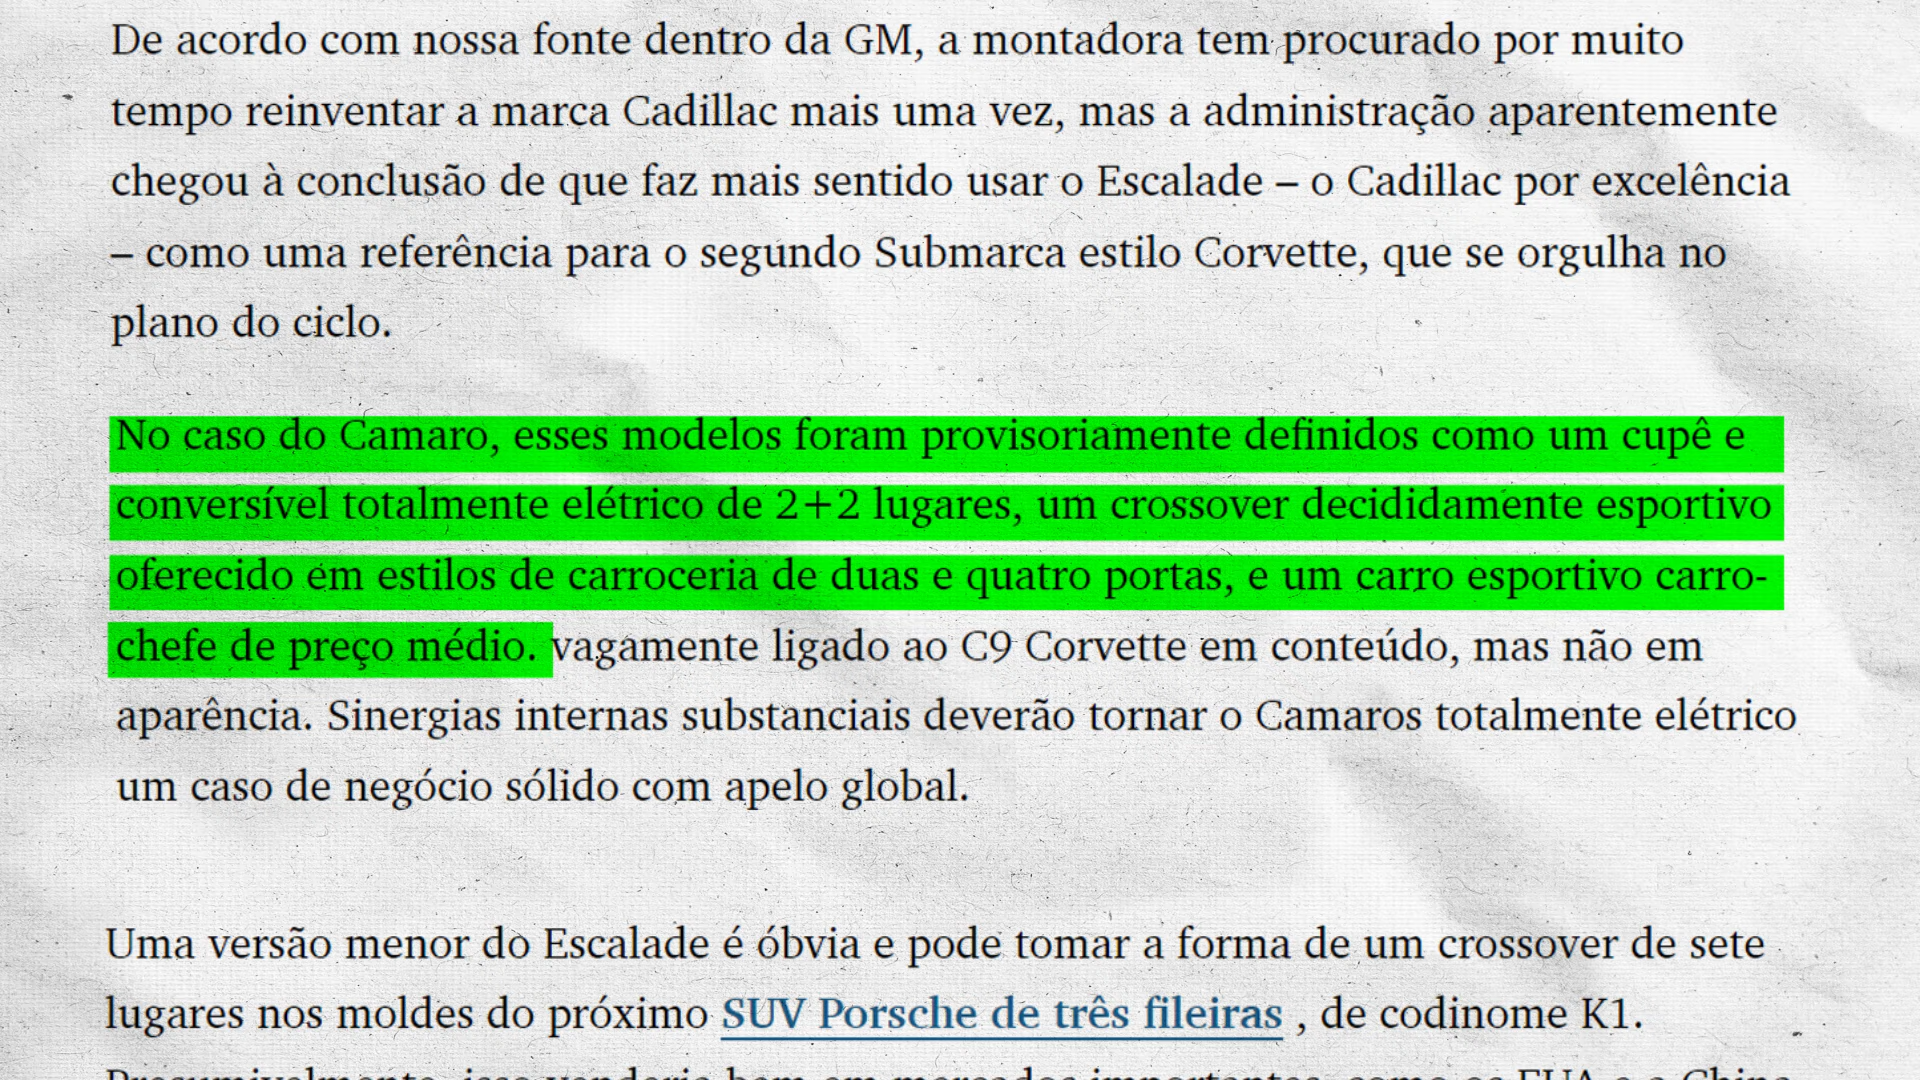 De acordo com nossa fonte dentro da GM, a montadora tem procurado por muito
tempo reinventar a marca Cadillac mais uma vez, mas a administração aparentemente
chegou à conclusão de que faz mais sentido usar o Escalade – o Cadillac por excelência
– como uma referência para o segundo Submarca estilo Corvette, que se orgulha no
plano do ciclo.
No caso do Camaro, esses modelos foram provisoriamente definidos como um cupê e
conversível totalmente elétrico de 2+2 lugares, um crossover decididamente esportivo
oferecido em estilos de carroceria de duas e quatro portas, e um carro esportivo carro-
chefe de preço médio. vagamente ligado ao C9 Corvette em conteúdo, mas não em
aparência. Sinergias internas substanciais deverão tornar o Camaros totalmente elétrico
um caso de negócio sólido com apelo global.
Uma versão menor do Escalade é óbvia e pode tomar a forma de um crossover de sete
lugares nos moldes do próximo SUV Porsche de três fileiras , de codinome K1.